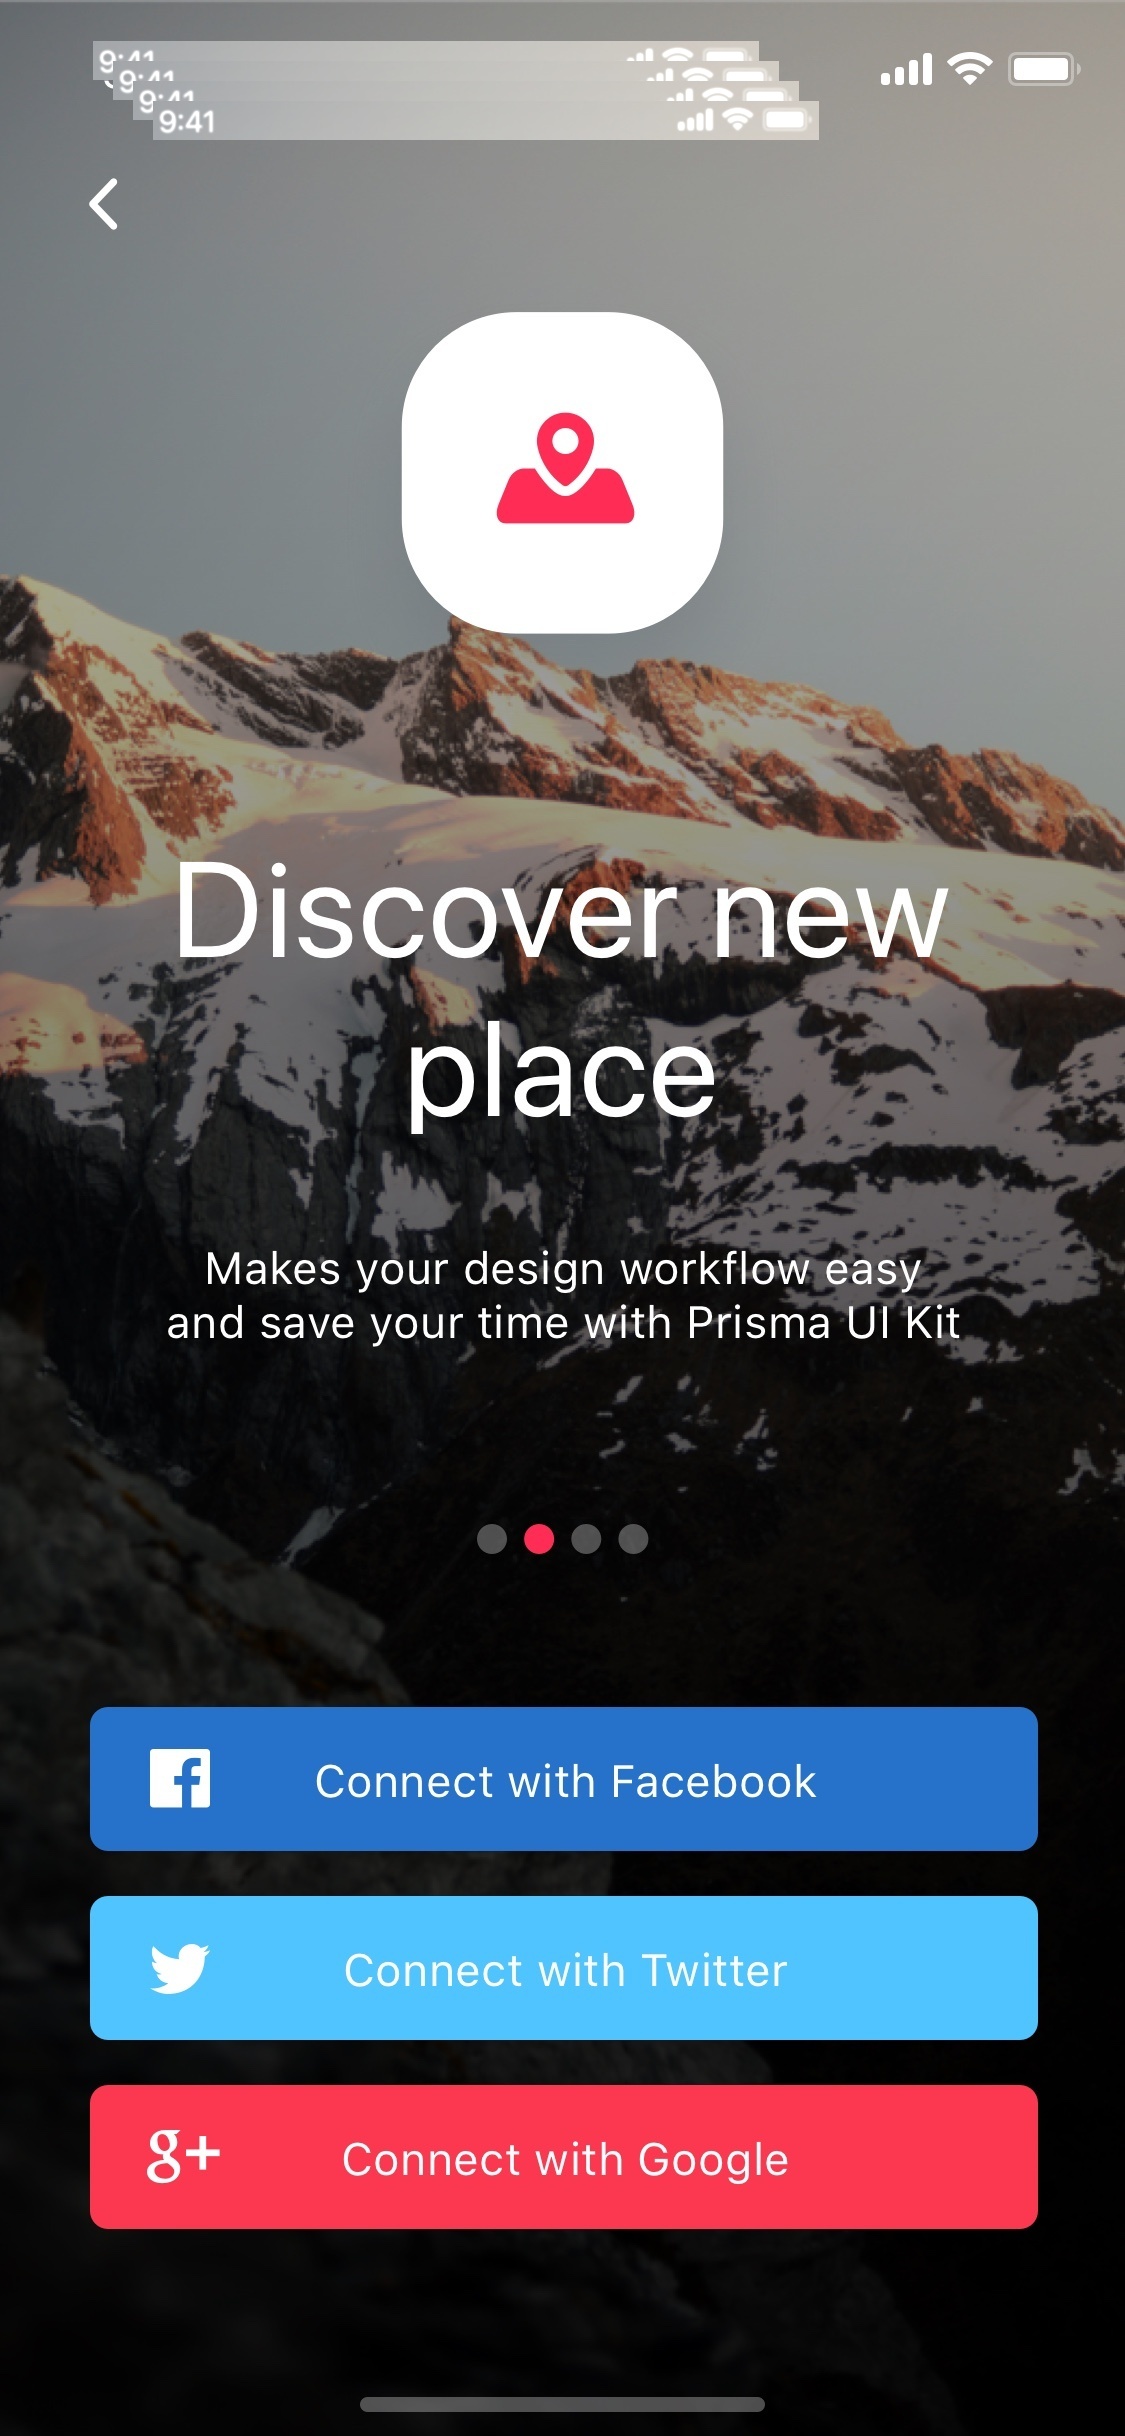 9:41
9:41
9:41
9:41
Discover new
place
Makes your design workflow easy
and save your time with Prisma UI Kit
Connect with Facebook
Connect with Twitter
g+ Connect with Google